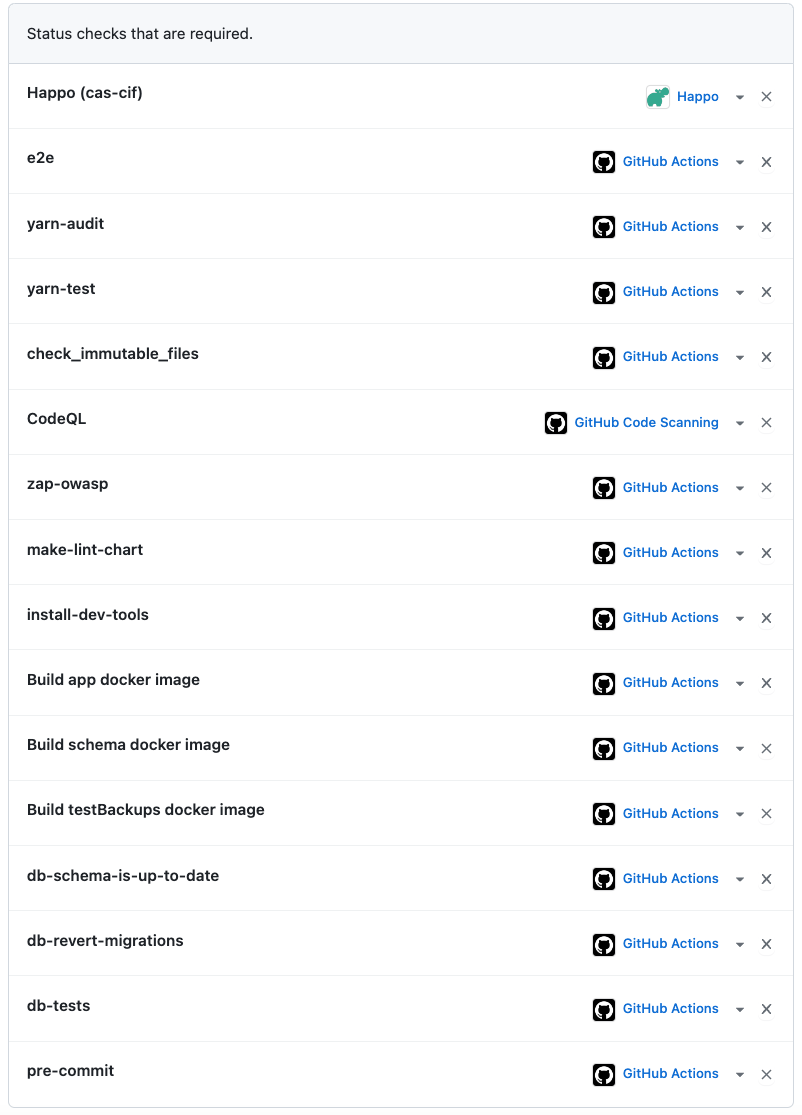 Status checks that are required.
Happo (cas-cif) Happo
e2e GitHub Actions
yarn-audit GitHub Actions
yarn-test GitHub Actions
check_immutable_files GitHub Actions
CodeQL GitHub Code Scanning
zap-owasp GitHub Actions
make-lint-chart GitHub Actions
install-dev-tools GitHub Actions
Build app docker image GitHub Actions
Build schema docker image GitHub Actions
Build testBackups docker image GitHub Actions
db-schema-is-up-to-date GitHub Actions
db-revert-migrations GitHub Actions
db-tests GitHub Actions
pre-commit GitHub Actions